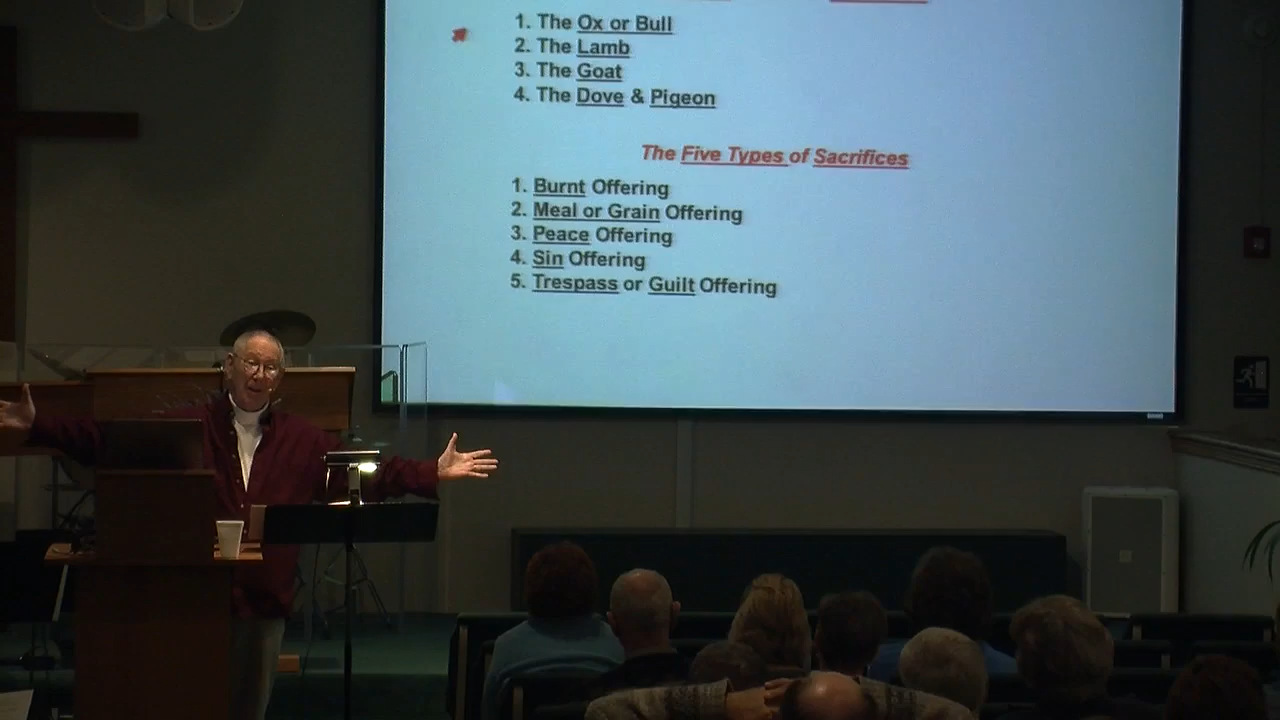 1. The Ox or Bull
2. The Lamb
3. The Goat
4. The Dove & Pigeon
The Five Types of Sacrifices
1. Burnt Offering
2. Meal or Grain Offering
3. Peace Offering
4. Sin Offering
5. Trespass or Guilt Offering